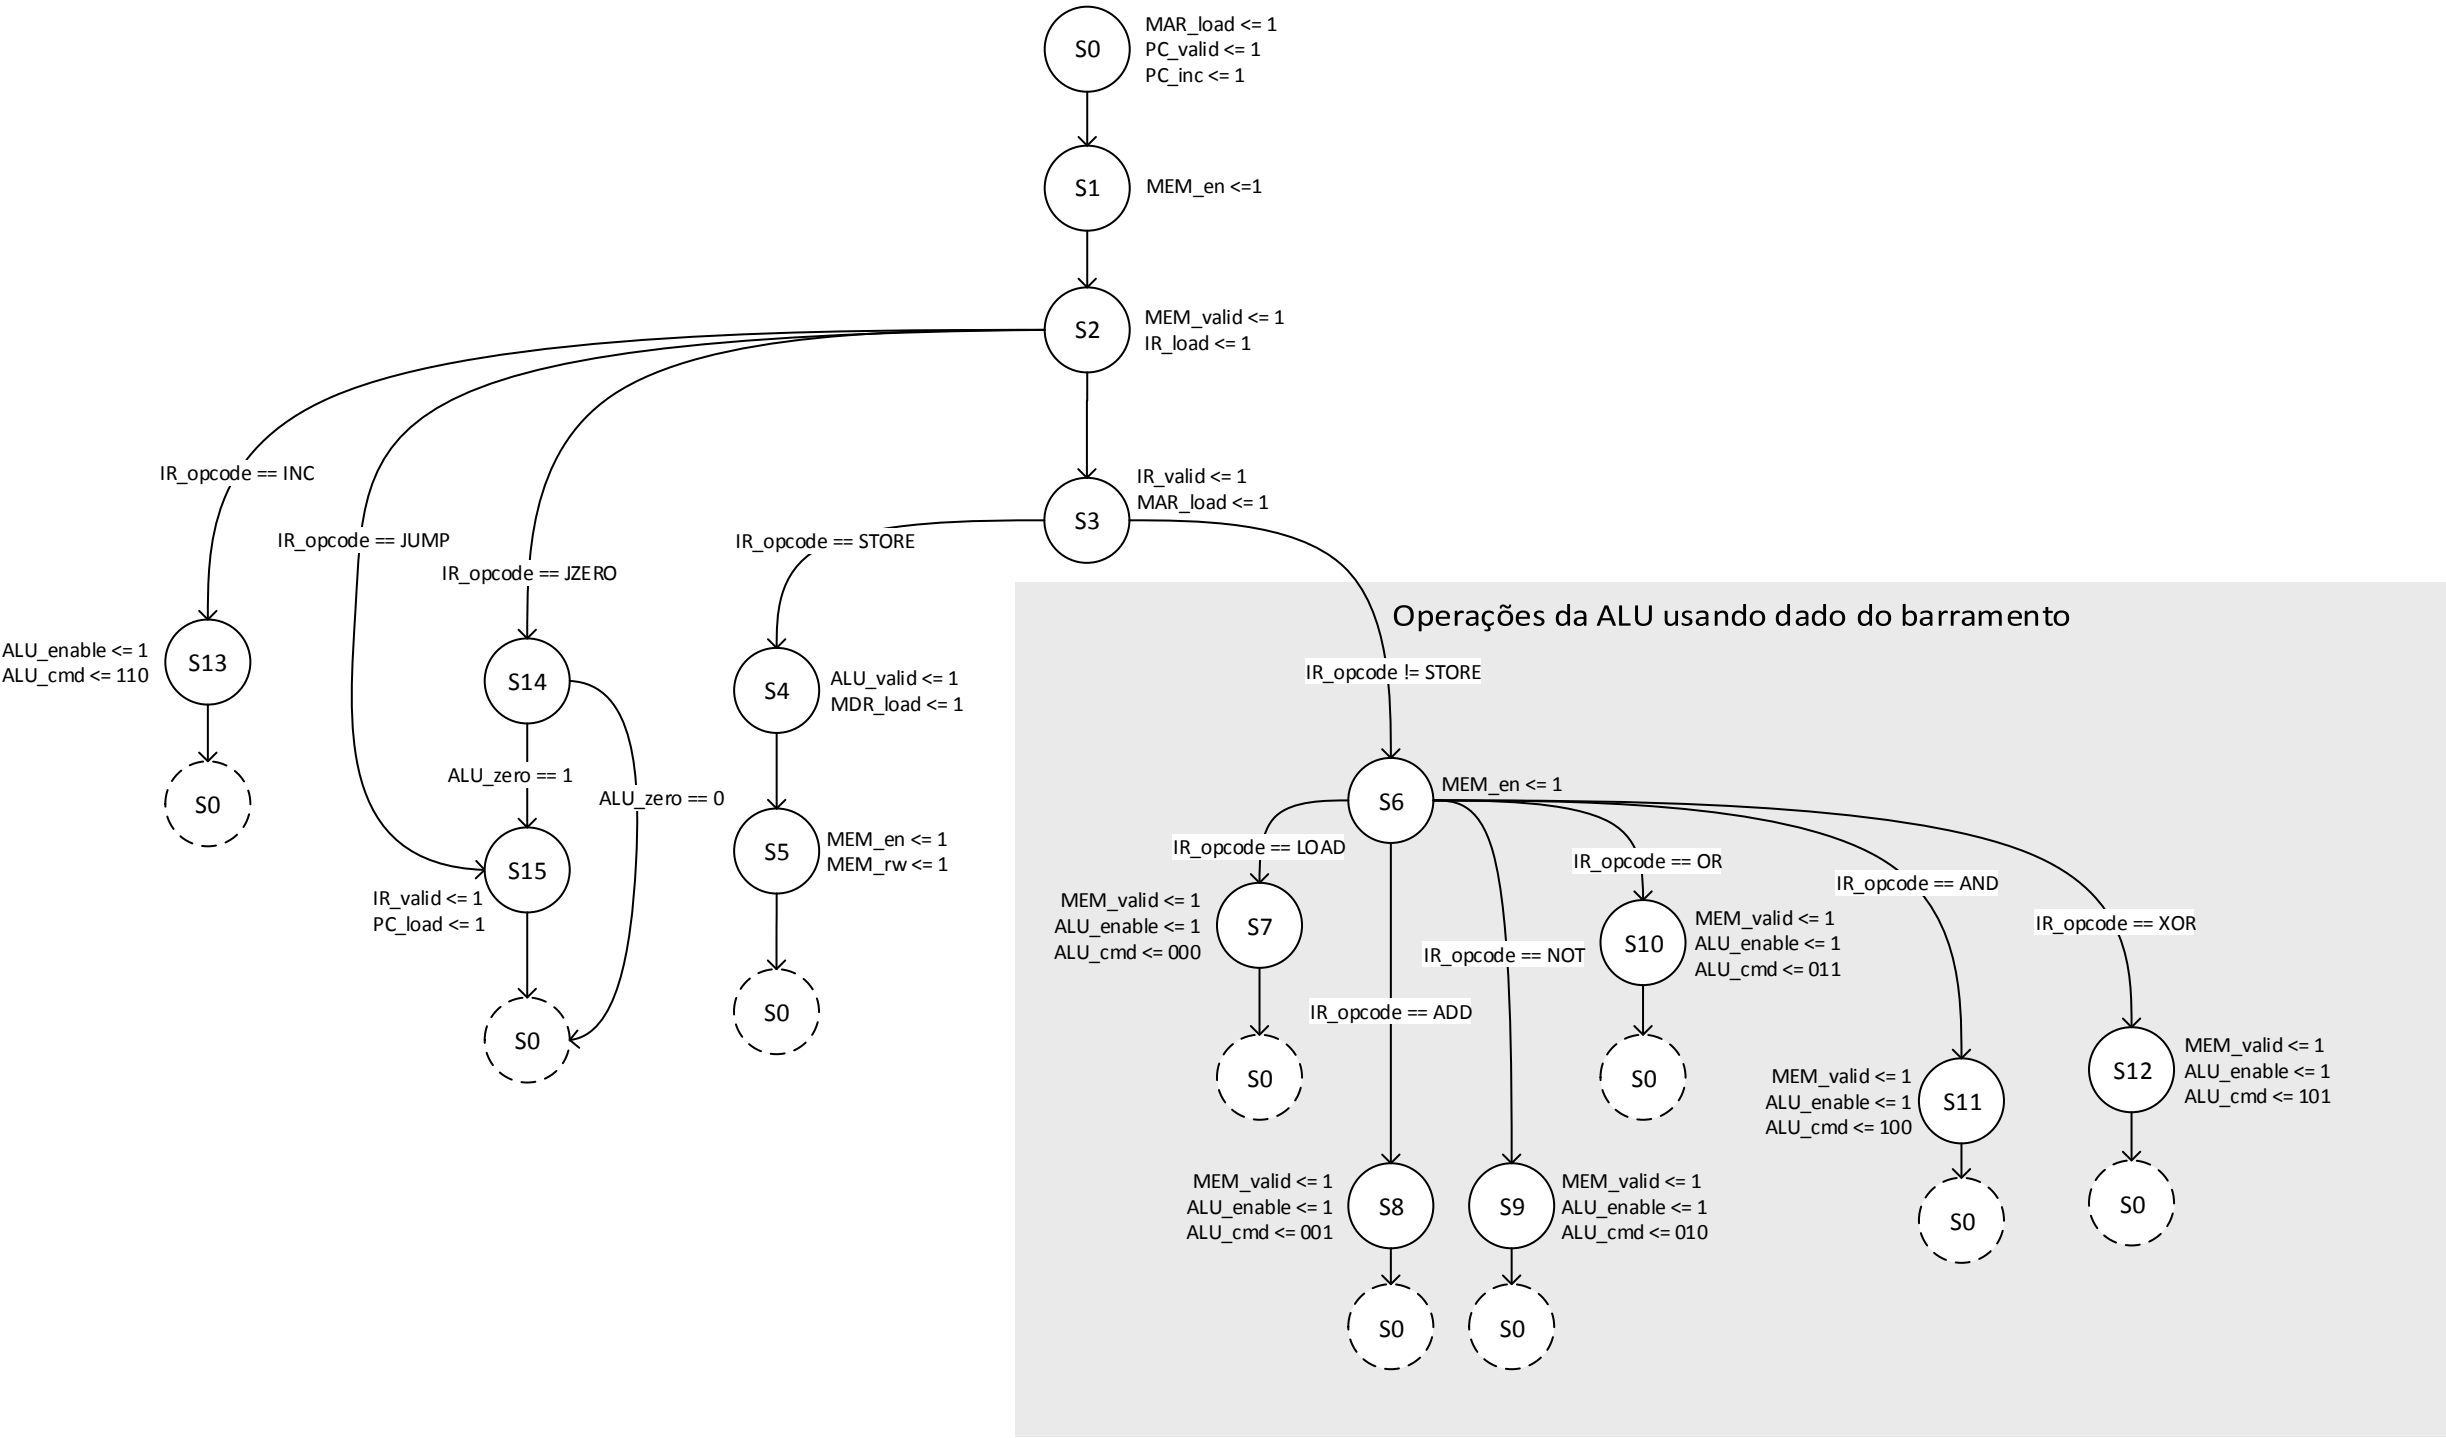 S0
MAR_load <= 1
PC_valid <= 1
PC_inc <= 1
S1
MEM_en <=1
S2
MEM_valid <= 1
IR_load <= 1
IR_opcode == INC
IR_opcode == JUMP
IR_opcode == JZERO
S3
IR_valid <= 1
MAR_load <= 1
IR_opcode == STORE
Operações da ALU usando dado do barramento
IR_opcode != STORE
S13
ALU_enable <= 1
ALU_cmd <= 110
S0
S14
ALU_zero == 1
ALU_zero == 0
S15
IR_valid <= 1
PC_load <= 1
S0
S4
ALU_valid <= 1
MDR_load <= 1
S5
MEM_en <= 1
MEM_rw <= 1
S0
S6
MEM_en <= 1
IR_opcode == LOAD
IR_opcode == ADD
IR_opcode == NOT
IR_opcode == OR
IR_opcode == AND
IR_opcode == XOR
S7
MEM_valid <= 1
ALU_enable <= 1
ALU_cmd <= 000
S0
S8
MEM_valid <= 1
ALU_enable <= 1
ALU_cmd <= 001
S0
S9
MEM_valid <= 1
ALU_enable <= 1
ALU_cmd <= 010
S0
S10
MEM_valid <= 1
ALU_enable <= 1
ALU_cmd <= 011
S0
S11
MEM_valid <= 1
ALU_enable <= 1
ALU_cmd <= 100
S0
S12
MEM_valid <= 1
ALU_enable <= 1
ALU_cmd <= 101
S0